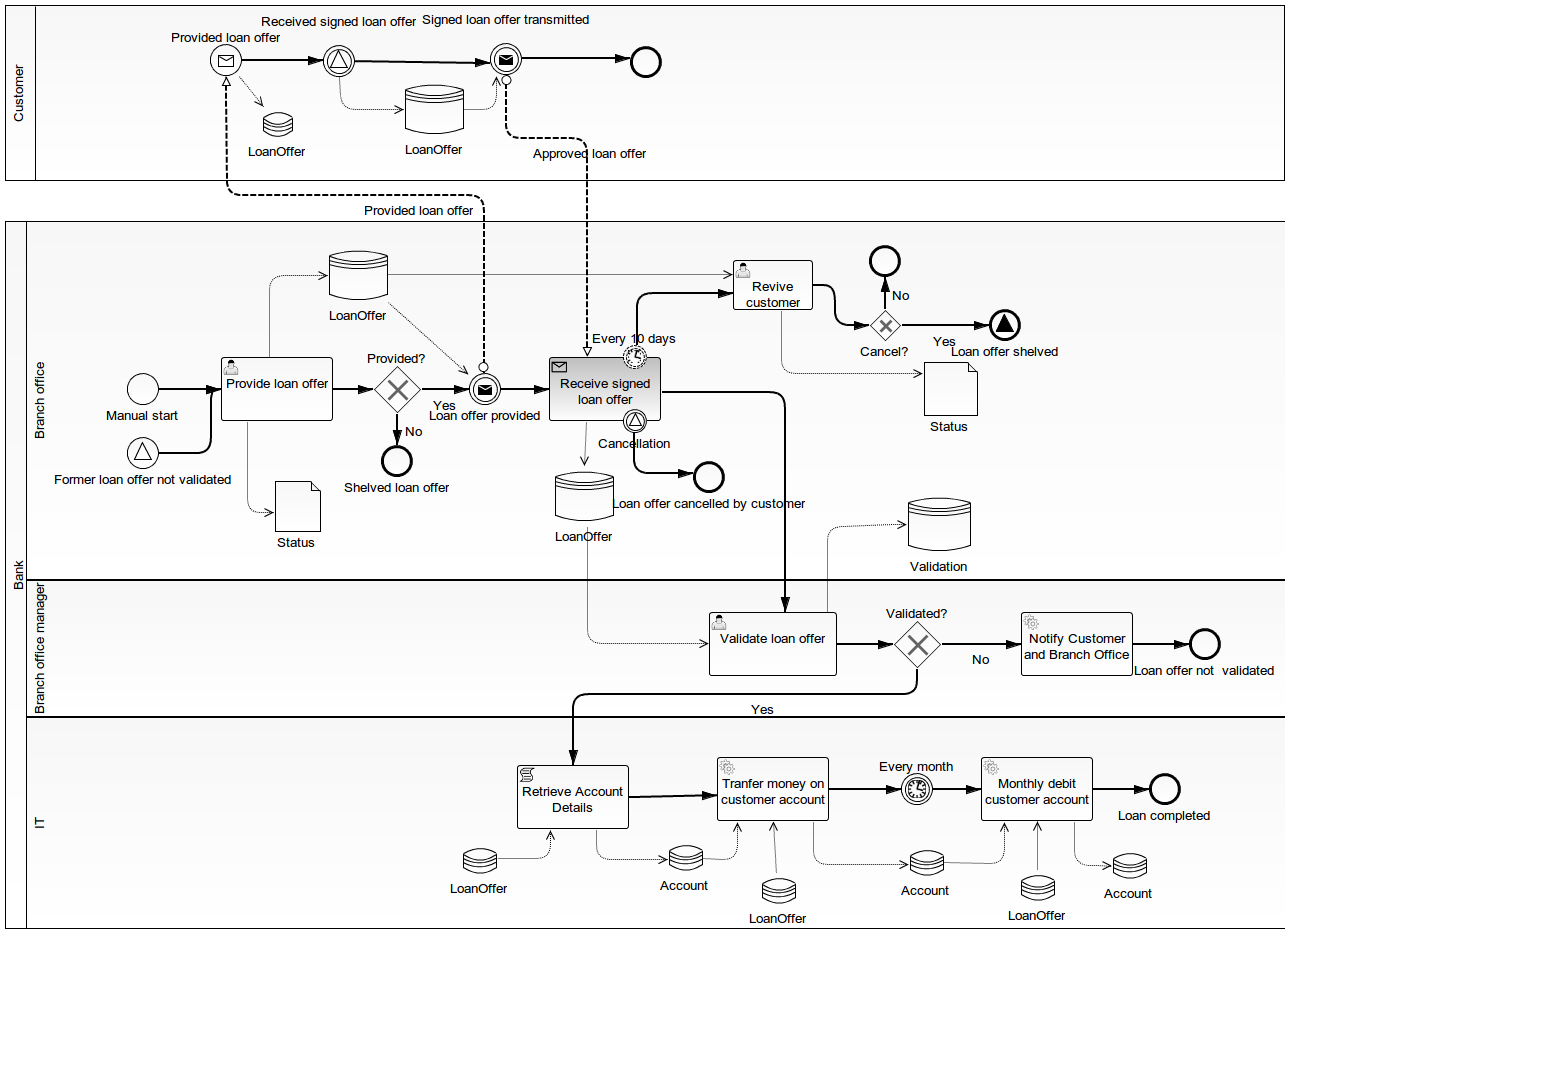 Customer
Received signed loan offer
Signed loan offer transmitted
Provided loan offer
LoanOffer
LoanOffer
Approved loan offer
Provided loan offer
Bank
Branch office
LoanOffer
Revive
customer
No
Yes
Cancel?
Loan offer shelved
Every 10 days
Provided?
Provide loan offer
Manual start
Yes
Loan offer provided
Receive signed
loan offer
Status
No
Cancellation
Former loan offer not validated
Shelved loan offer
Loan offer cancelled by customer
Status
LoanOffer
Validation
Branch office manager
Validated?
Validate loan offer
Notify Customer
and Branch Office
No
Loan offer not  validated
Yes
IT
Retrieve Account
Details
Tranfer money on
customer account
Every month
Monthly debit
customer account
Loan completed
LoanOffer
Account
LoanOffer
Account
LoanOffer
Account